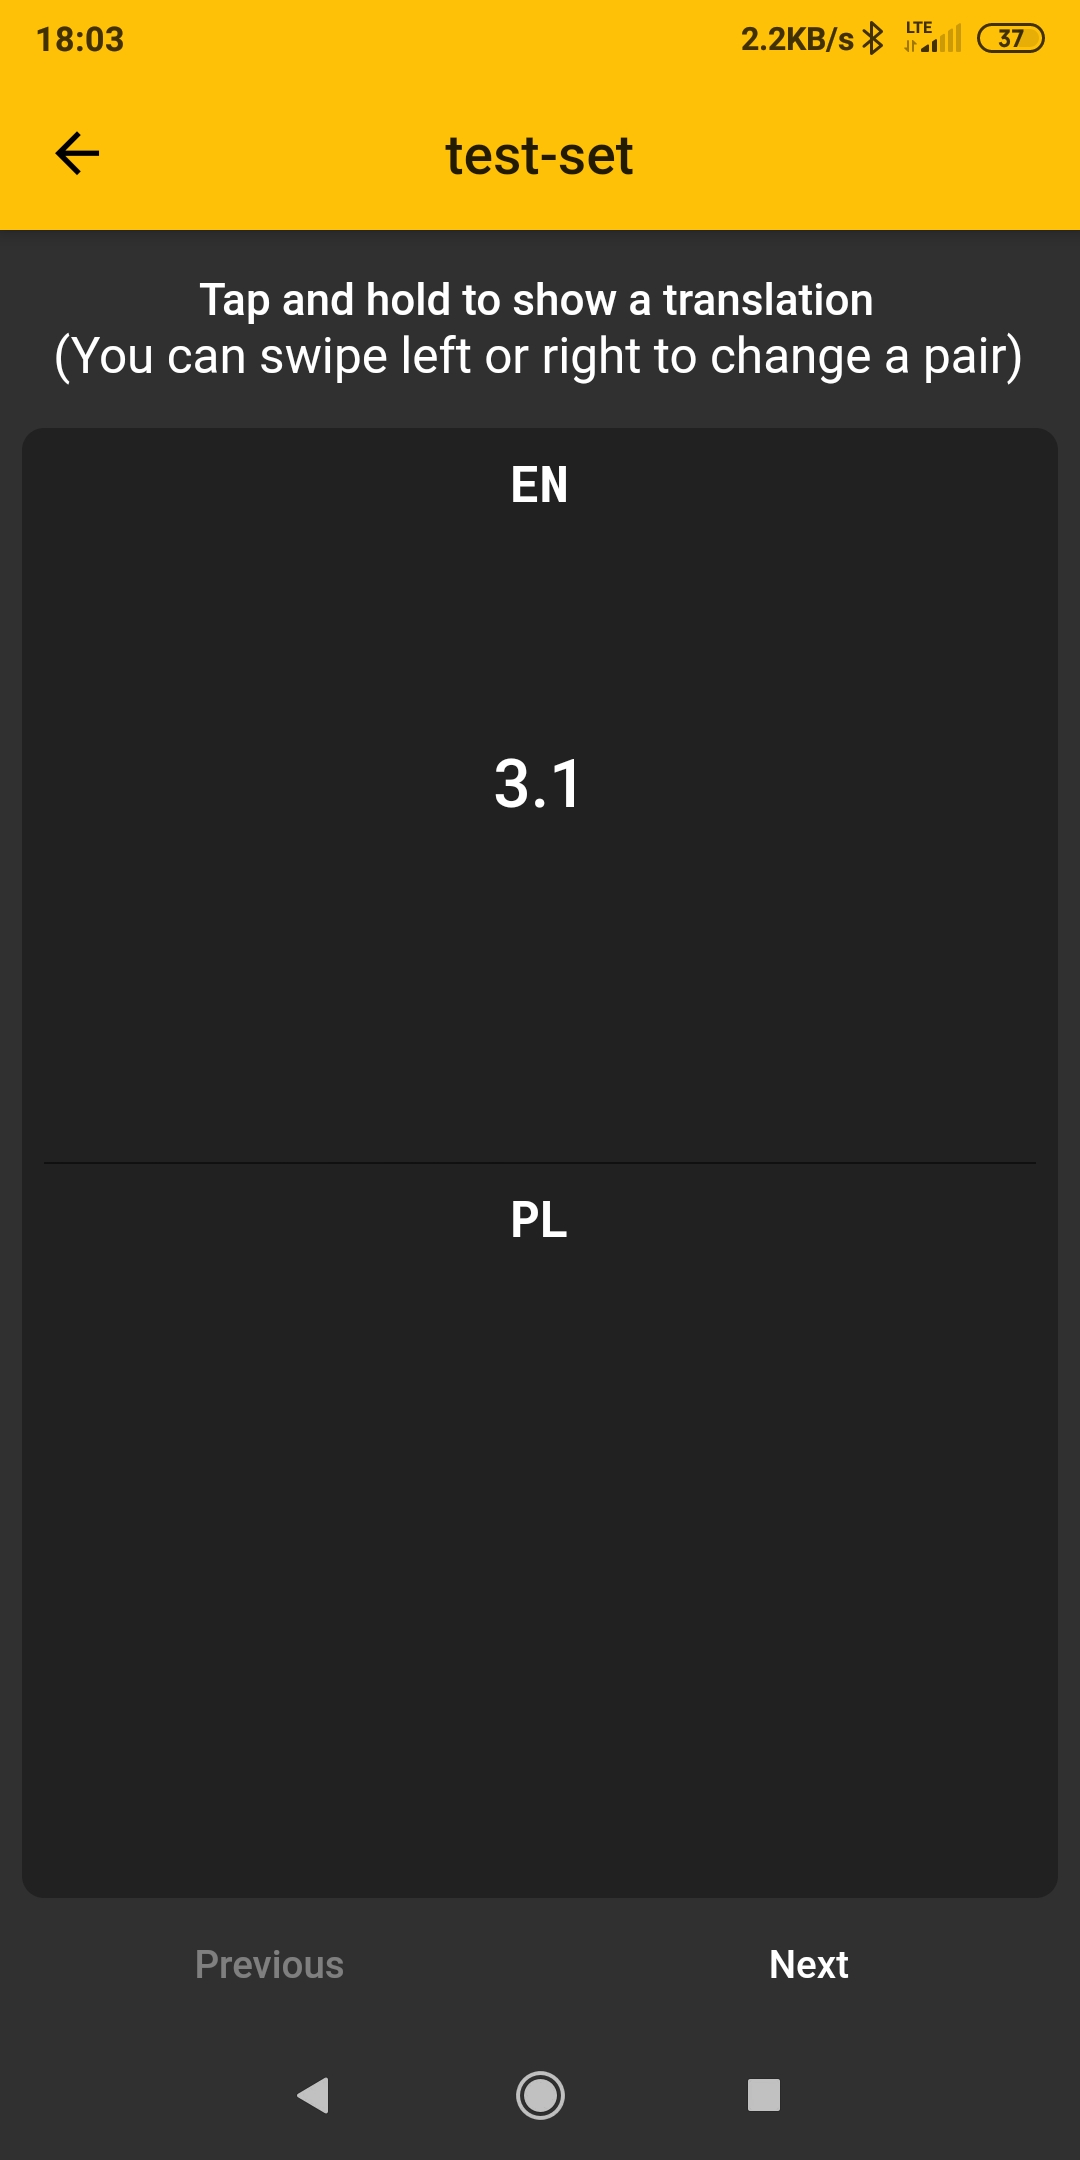 18:03 2.2KB/s LTE 37
test-set
Tap and hold to show a translation
(You can swipe left or right to change a pair)
EN
3.1
PL
Previous Next